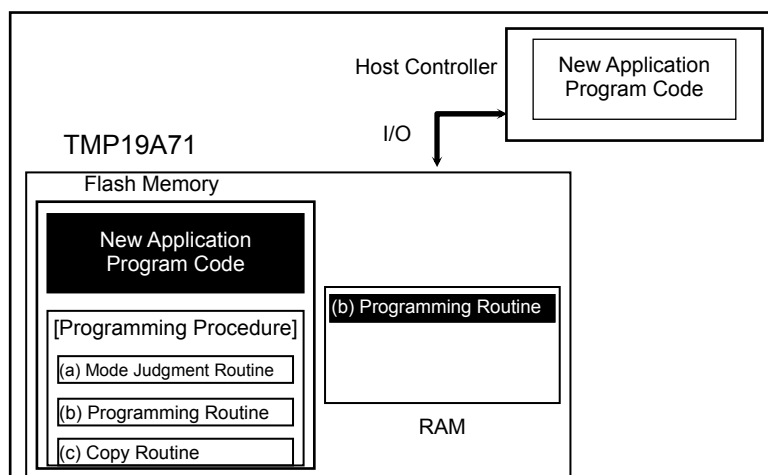 Host Controller
New Application
Program Code
I/O
TMP19A71
Flash Memory
New Application
Program Code
(b) Programming Routine
[Programming Procedure]
(a) Mode Judgment Routine
(b) Programming Routine
(c) Copy Routine
RAM